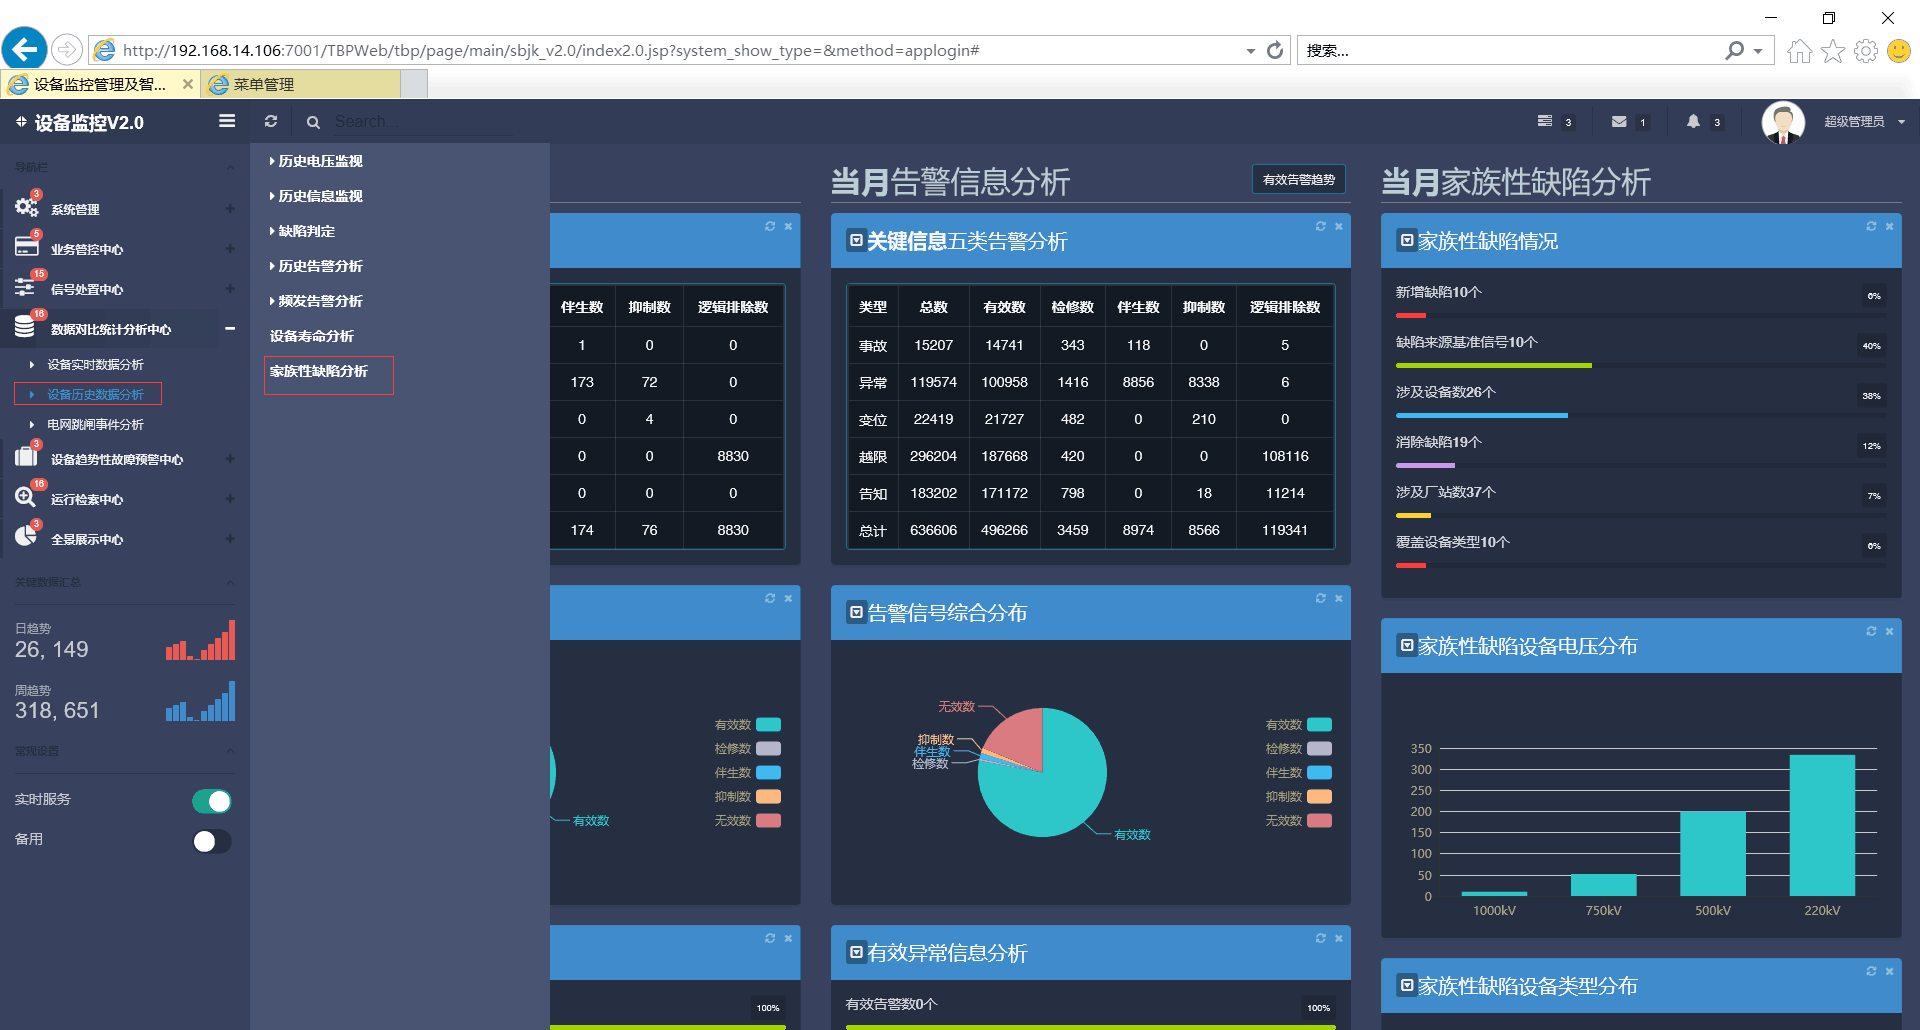 http://192.168.14.106:7001/TBPWeb/tbp/page/main/sbjk_v2.0/index2.0.jsp?system_show_type=&method=applogin#
搜索...
设备监控管理及智...
菜单管理
设备监控V2.0
Search...
3
1
3
超级管理员
导航栏
3
系统管理
5
业务管控中心
15
信号处置中心
16
数据对比统计分析中心
设备实时数据分析
设备历史数据分析
电网跳闸事件分析
3
设备趋势性故障预警中心
16
运行检索中心
3
全景展示中心
关键数据汇总
日趋势
26, 149
周趋势
318, 651
常规设置
实时服务
备用
历史电压监视
历史信息监视
缺陷判定
历史告警分析
频发告警分析
设备寿命分析
家族性缺陷分析
伴生数 抑制数 逻辑排除数
1 0 0
173 72 0
0 4 0
0 0 8830
0 0 0
174 76 8830
有效数
检修数
伴生数
抑制数
无效数
有效数
100%
当月告警信息分析
有效告警趋势
关键信息五类告警分析
类型 总数 有效数 检修数 伴生数 抑制数 逻辑排除数
事故 15207 14741 343 118 0 5
异常 119574 100958 1416 8856 8338 6
变位 22419 21727 482 0 210 0
越限 296204 187668 420 0 0 108116
告知 183202 171172 798 0 18 11214
总计 636606 496266 3459 8974 8566 119341
告警信号综合分布
无效数
抑制数
伴生数
检修数
有效数
有效数
检修数
伴生数
抑制数
无效数
有效异常信息分析
有效告警数0个
100%
当月家族性缺陷分析
家族性缺陷情况
新增缺陷10个
6%
缺陷来源基准信号10个
40%
涉及设备数26个
38%
消除缺陷19个
12%
涉及厂站数37个
7%
覆盖设备类型10个
6%
家族性缺陷设备电压分布
350
300
250
200
150
100
50
0
1000kV 750kV 500kV 220kV
家族性缺陷设备类型分布